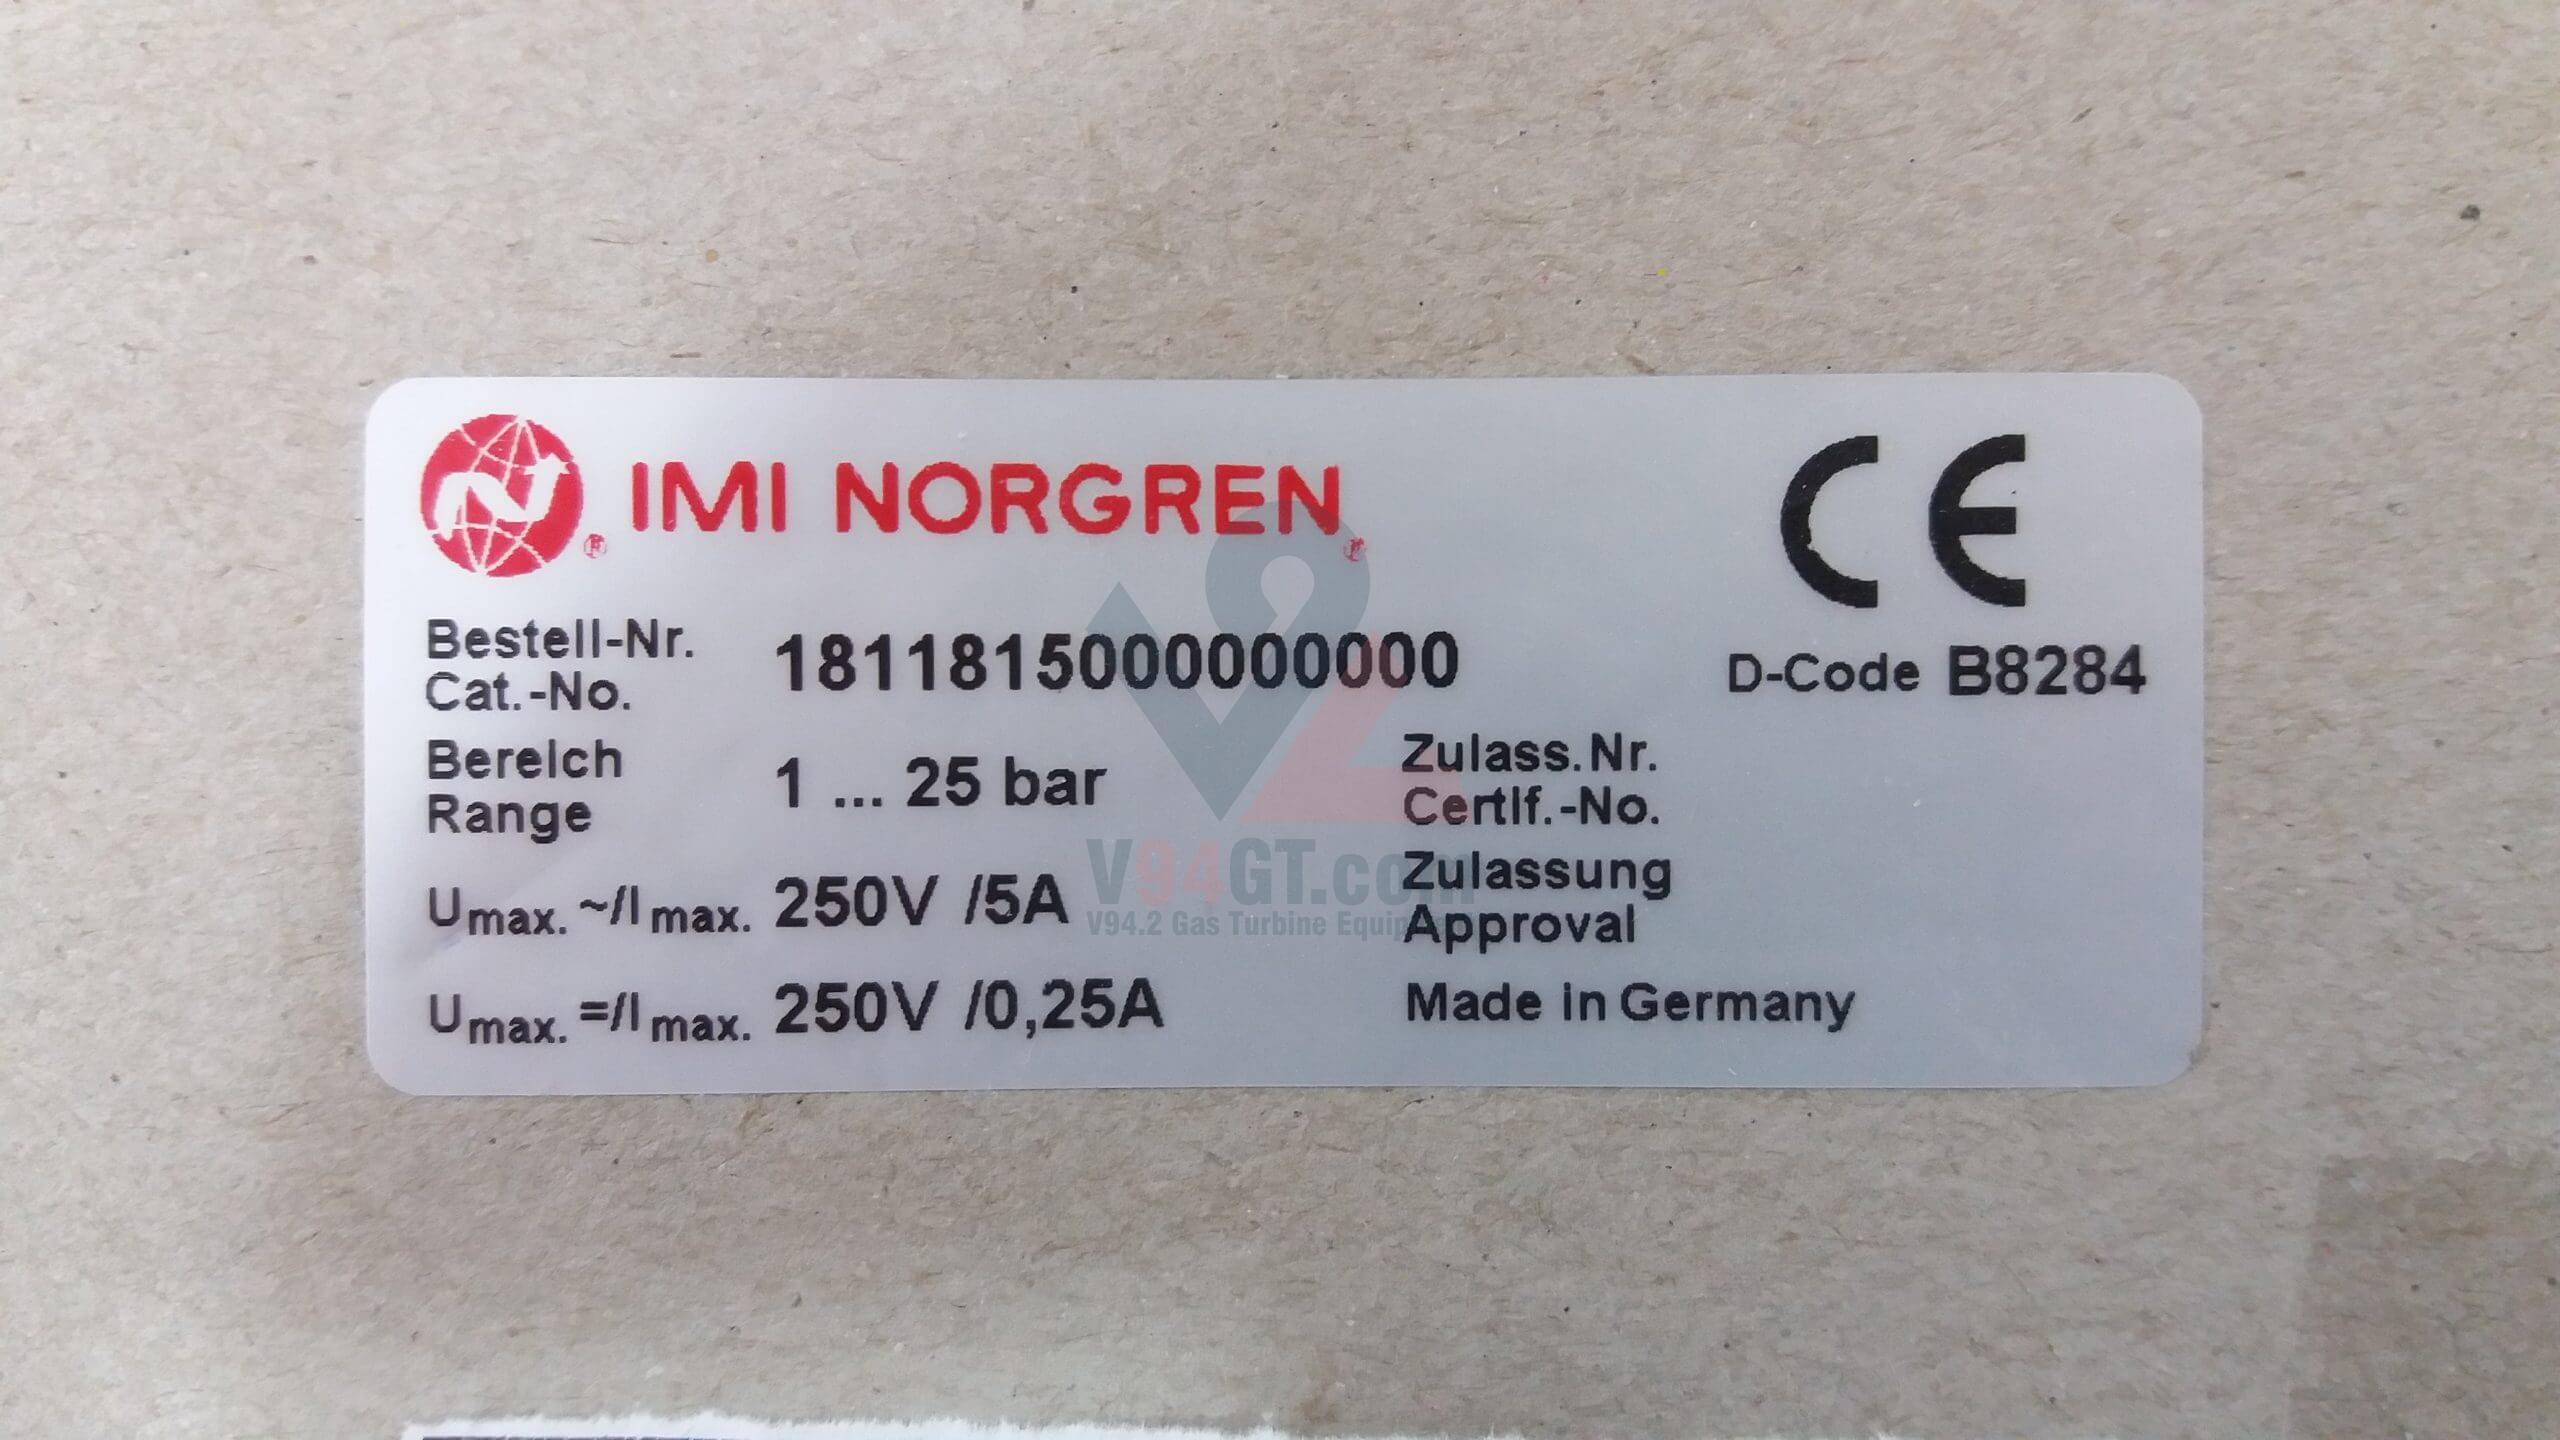 IMI NORGREN
CE
Bestell-Nr.
Cat.-No.
1811815000000000
D-Code B8284
Bereich
Range
1 ... 25 bar
Zulass.Nr.
Certif.-No.
Umax. ~/Imax. 250V /5A
Zulassung
Approval
Umax. =/Imax. 250V /0,25A
Made in Germany
V94GT.com
V94.2 Gas Turbine